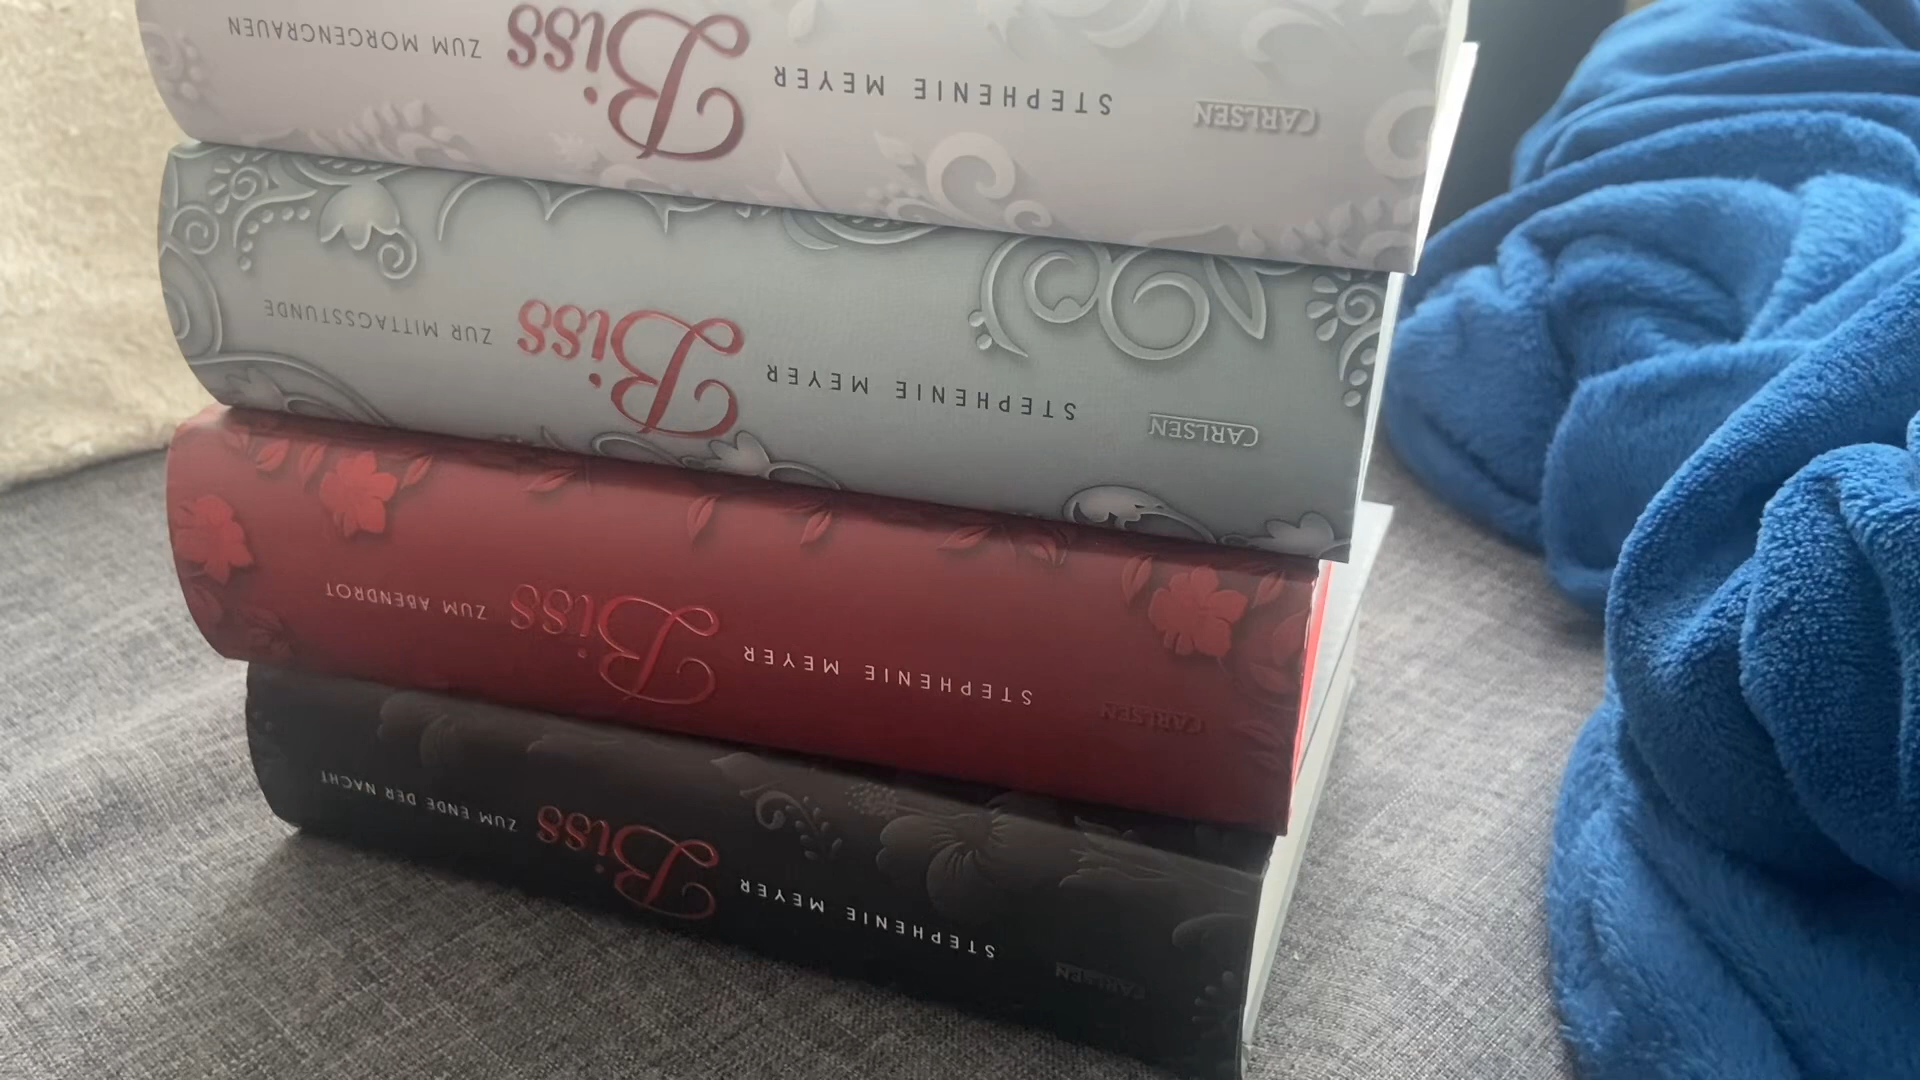 STEPHENIE MEYER Biss ZUM MORGENGRAUEN
CARLSEN
STEPHENIE MEYER Biss ZUR MITTAGSSTUNDE
CARLSEN
STEPHENIE MEYER Biss ZUM ABENDROT
CARLSEN
STEPHENIE MEYER Biss ZUM ENDE DER NACHT
CARLSEN